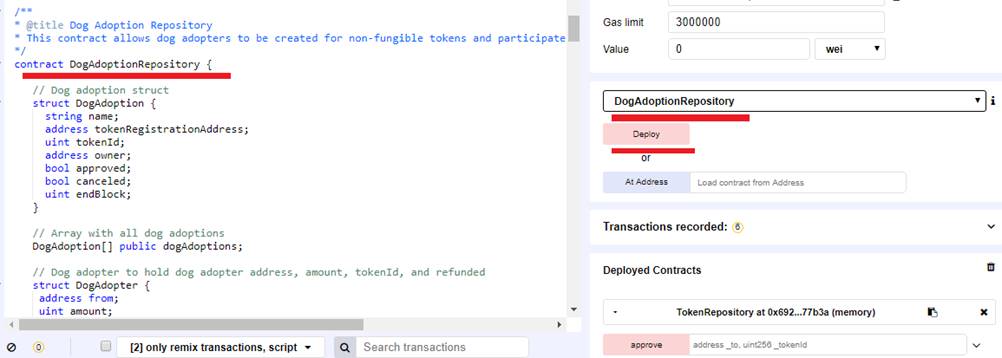 /**
* @title Dog Adoption Repository
* This contract allows dog adopters to be created for non-fungible tokens and participate
*/
contract DogAdoptionRepository {
// Dog adoption struct
struct DogAdoption {
string name;
address tokenRegistrationAddress;
uint tokenId;
address owner;
bool approved;
bool canceled;
uint endBlock;
}
// Array with all dog adoptions
DogAdoption[] public dogAdoptions;
// Dog adopter to hold dog adopter address, amount, tokenId, and refunded
struct DogAdopter {
address from;
uint amount;
0
[2] only remix transactions, script
Search transactions
Gas limit
3000000
Value
0
wei
DogAdoptionRepository
i
Deploy
or
At Address
Load contract from Address
Transactions recorded: 6
Deployed Contracts
TokenRepository at 0x692...77b3a (memory)
approve
address _to, uint256 _tokenId